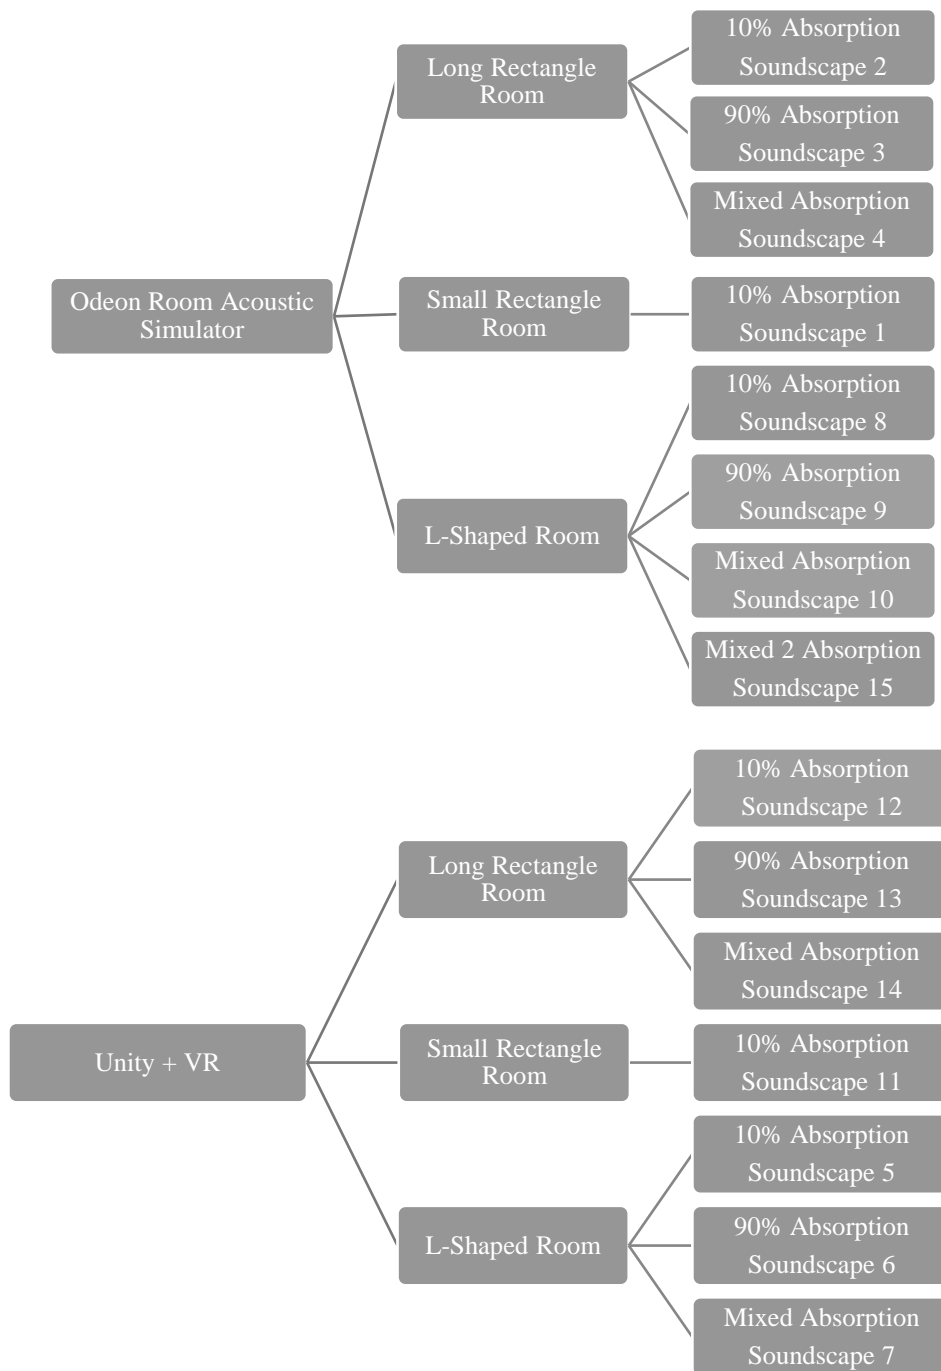 Odeon Room Acoustic
Simulator
Long Rectangle
Room
10% Absorption
Soundscape 2
90% Absorption
Soundscape 3
Mixed Absorption
Soundscape 4
Small Rectangle
Room
10% Absorption
Soundscape 1
L-Shaped Room
10% Absorption
Soundscape 8
90% Absorption
Soundscape 9
Mixed Absorption
Soundscape 10
Mixed 2 Absorption
Soundscape 15
Unity + VR
Long Rectangle
Room
10% Absorption
Soundscape 12
90% Absorption
Soundscape 13
Mixed Absorption
Soundscape 14
Small Rectangle
Room
10% Absorption
Soundscape 11
L-Shaped Room
10% Absorption
Soundscape 5
90% Absorption
Soundscape 6
Mixed Absorption
Soundscape 7